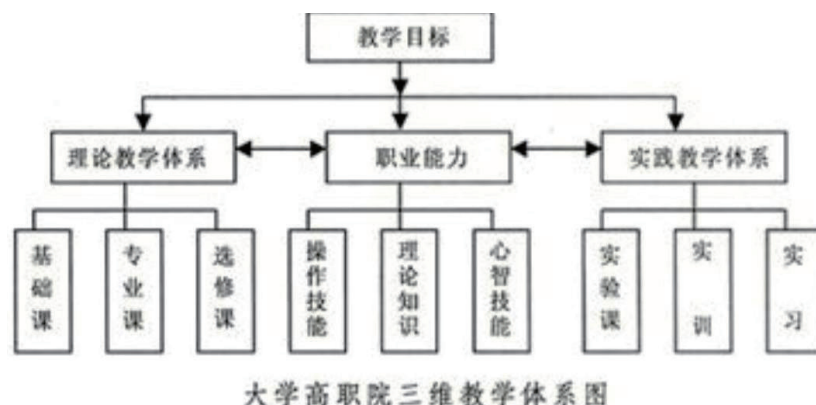 教学目标
理论教学体系
职业能力
实践教学体系
基础课
专业课
选修课
操作技能
理论知识
心智技能
实验课
实训
实习
大学高职院三维教学体系图